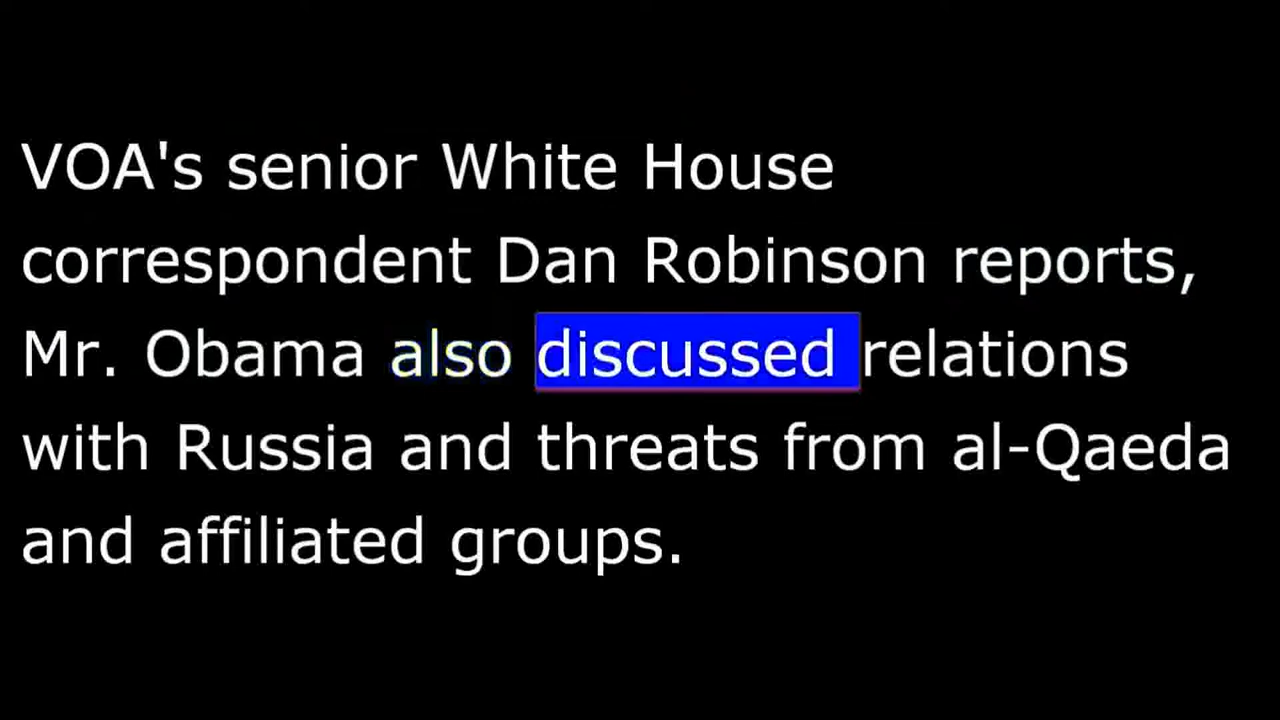 VOA's senior White House
correspondent Dan Robinson reports,
Mr. Obama also discussed relations
with Russia and threats from al-Qaeda
and affiliated groups.